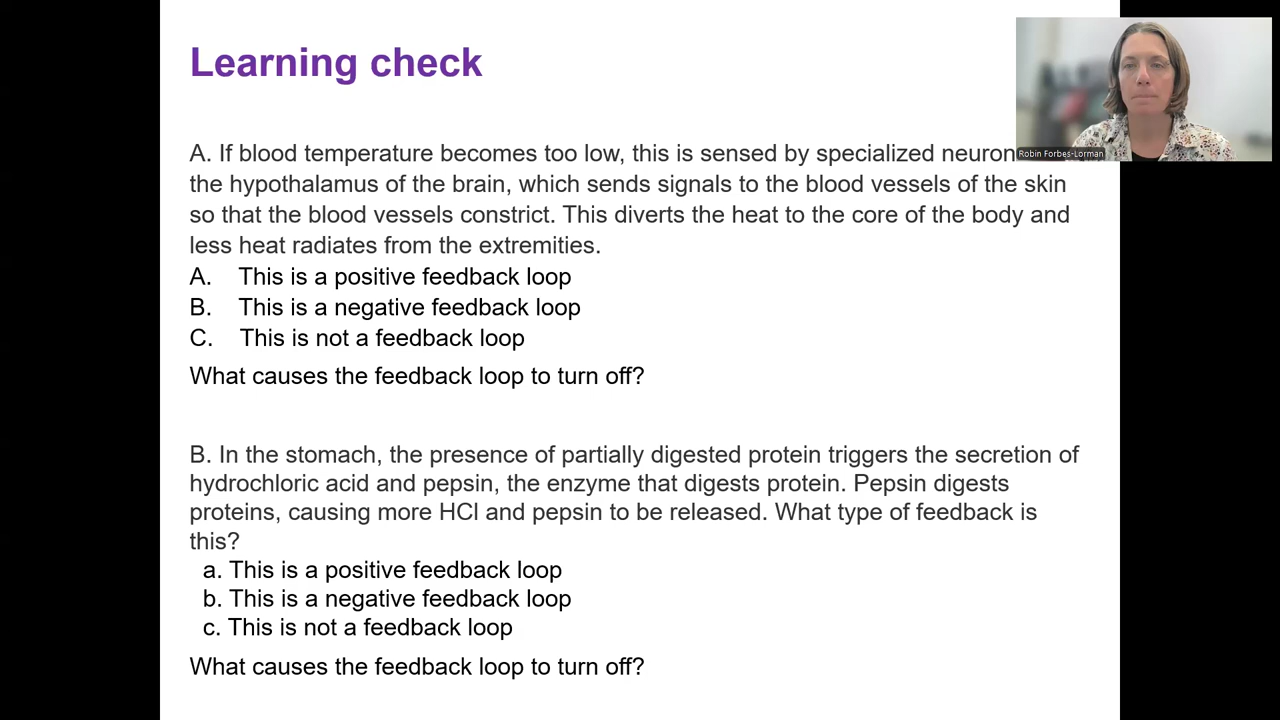 Learning check
A. If blood temperature becomes too low, this is sensed by specialized neuron
Robin Forbes-Lorman
the hypothalamus of the brain, which sends signals to the blood vessels of the skin
so that the blood vessels constrict. This diverts the heat to the core of the body and
less heat radiates from the extremities.
A. This is a positive feedback loop
B. This is a negative feedback loop
C. This is not a feedback loop
What causes the feedback loop to turn off?
B. In the stomach, the presence of partially digested protein triggers the secretion of
hydrochloric acid and pepsin, the enzyme that digests protein. Pepsin digests
proteins, causing more HCl and pepsin to be released. What type of feedback is
this?
a. This is a positive feedback loop
b. This is a negative feedback loop
c. This is not a feedback loop
What causes the feedback loop to turn off?